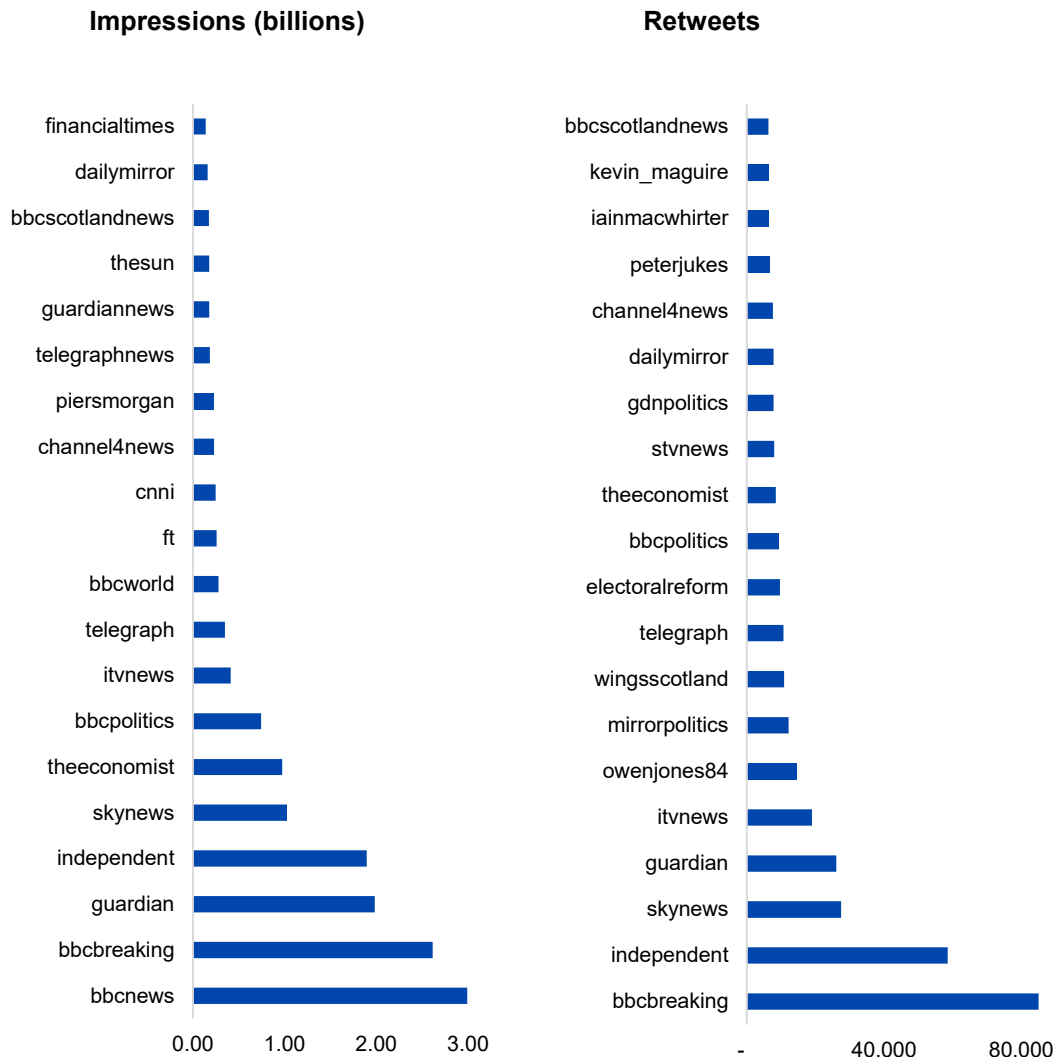 Impressions (billions)
financialtimes
dailymirror
bbcscotlandnews
thesun
guardiannews
telegraphnews
piersmorgan
channel4news
cnni
ft
bbcworld
telegraph
itvnews
bbcpolitics
theeconomist
skynews
independent
guardian
bbcbreaking
bbcnews
0.00 1.00 2.00 3.00
Retweets
bbcscotlandnews
kevin_maguire
iainmacwhirter
peterjukes
channel4news
dailymirror
gdnpolitics
stvnews
theeconomist
bbcpolitics
electoralreform
telegraph
wingsscotland
mirrorpolitics
owenjones84
itvnews
guardian
skynews
independent
bbcbreaking
- 40,000 80,000